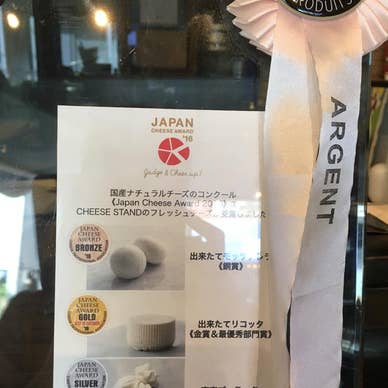 PRODUITS
ARGENT
JAPAN
CHEESE AWARD
'16
Judge & Cheers up!
国産ナチュラルチーズのコンクール
《Japan Cheese Award
CHEESE STANDのフレッシュチーズ 受賞しました
JAPAN CHEESE AWARD
BRONZE
'16
出来たて
《銅賞》
JAPAN CHEESE AWARD
GOLD
出来たてリコッタ
《金賞＆最優秀部門賞》
JAPAN CHEESE AWARD
SILVER